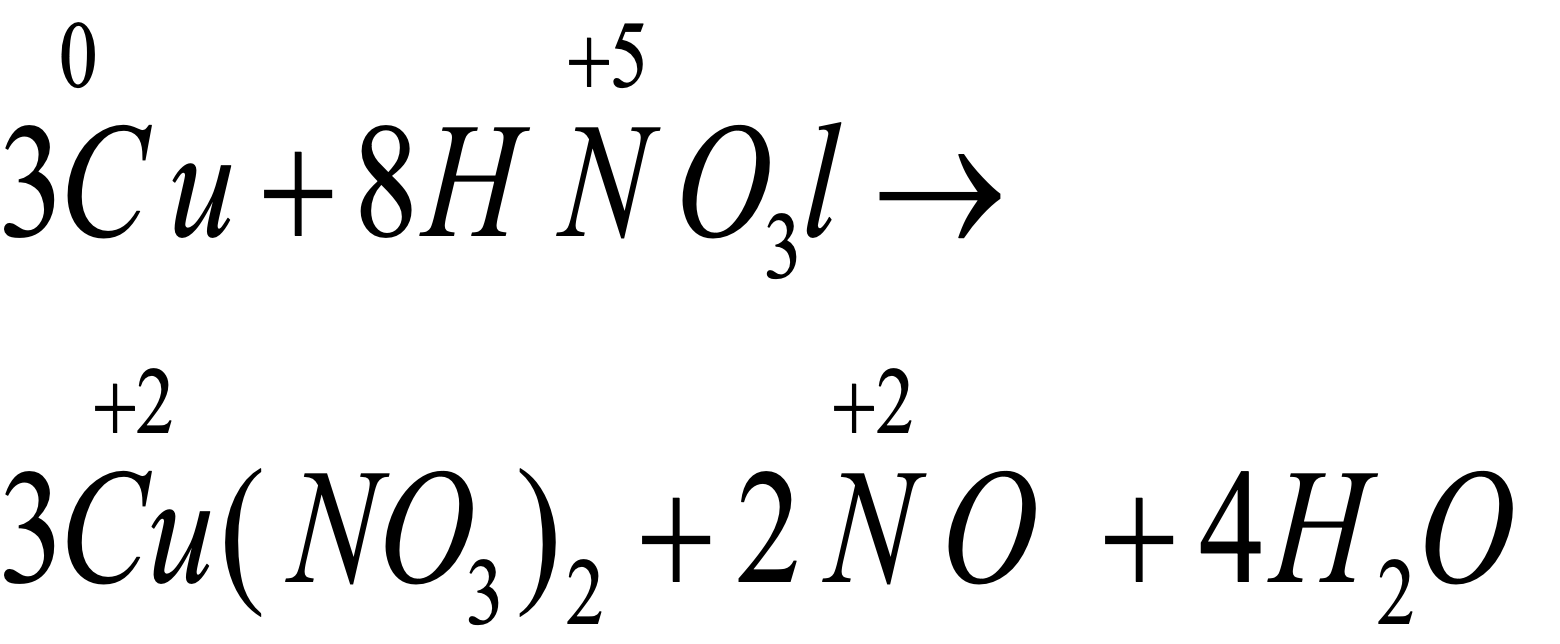 0 +5
3Cu + 8HNO₃l →
+2 +2
3Cu(NO₃)₂ + 2NO + 4H₂O